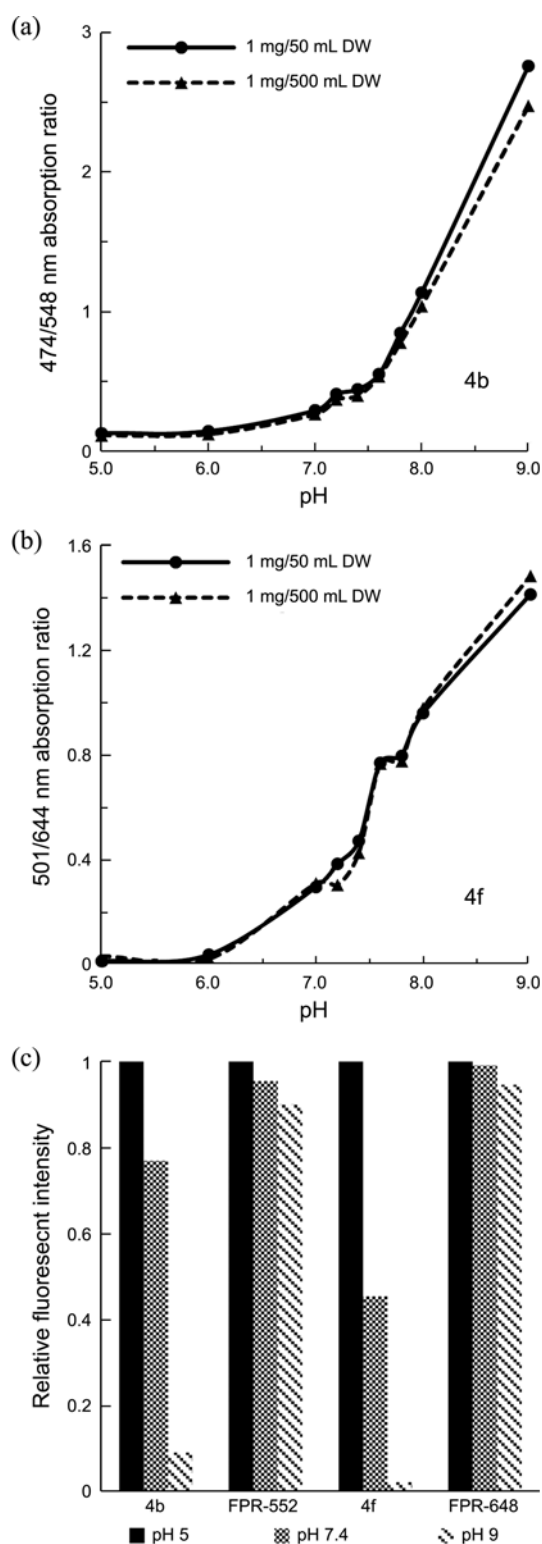 (a)
3
1 mg/50 mL DW
1 mg/500 mL DW
2
474/548 nm absorption ratio
1
4b
0
5.0 6.0 7.0 8.0 9.0
pH
(b)
1.6
1 mg/50 mL DW
1 mg/500 mL DW
1.2
501/644 nm absorption ratio
0.8
0.4
4f
0
5.0 6.0 7.0 8.0 9.0
pH
(c)
1
0.8
Relative fluoresecnt intensity
0.6
0.4
0.2
0
4b FPR-552 4f FPR-648
pH 5 pH 7.4 pH 9